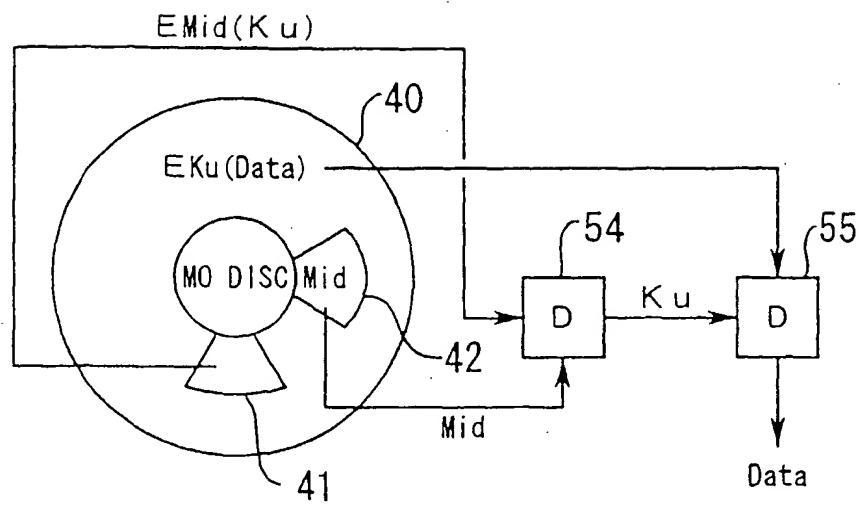 EMid(Ku)
40
EKu(Data)
54
55
MO DISC
Mid
D
Ku
D
42
Mid
41
Data